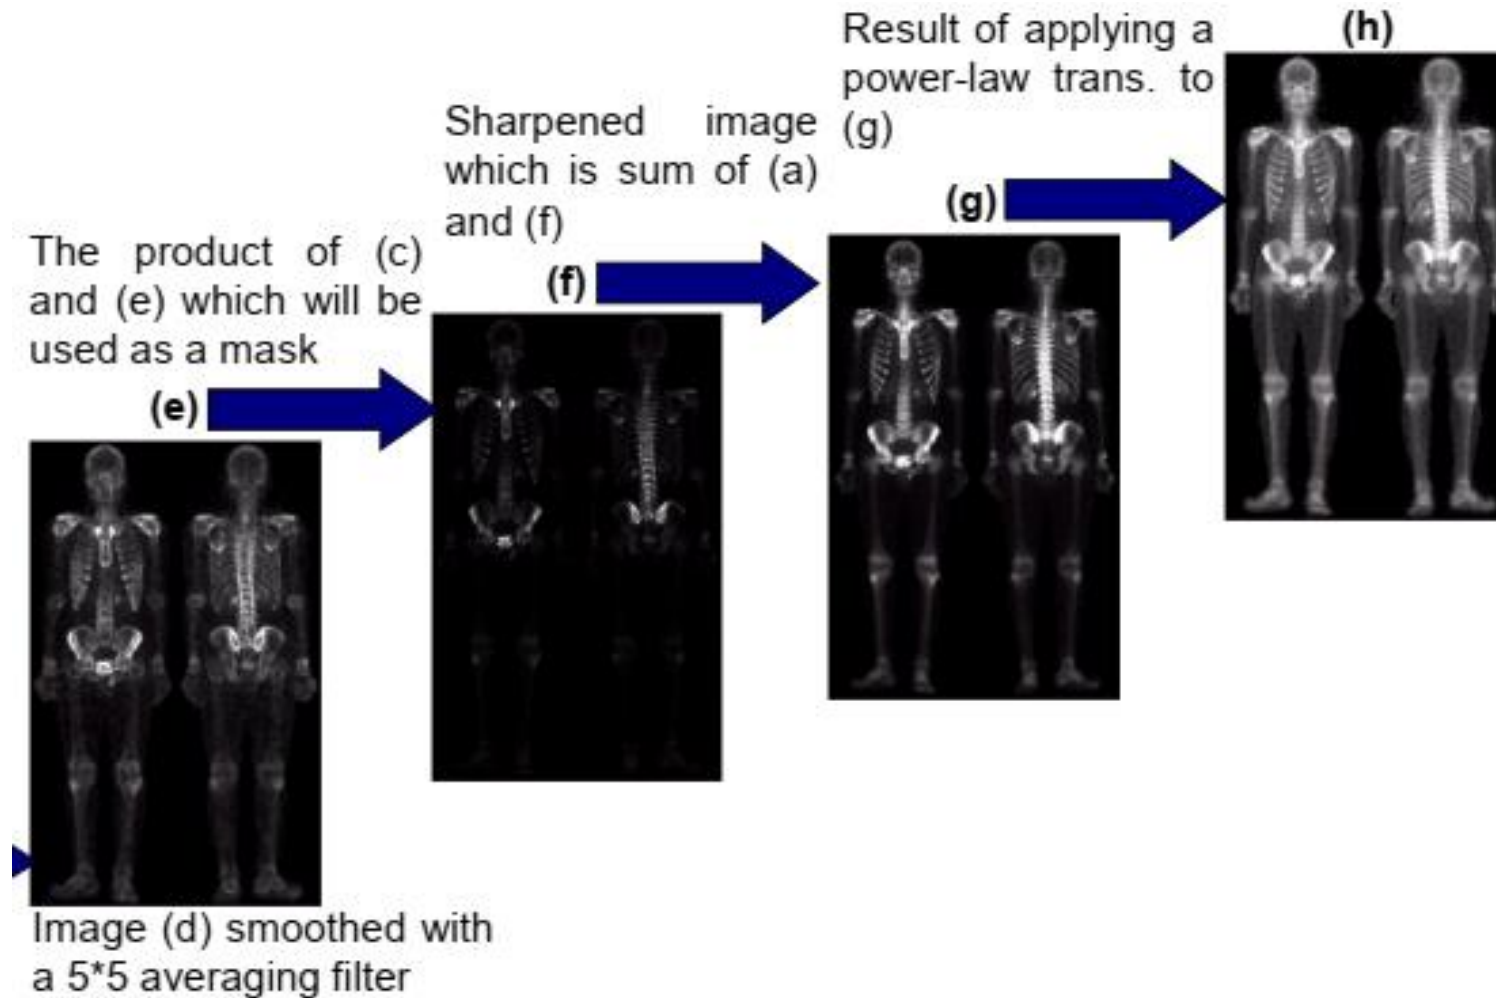 The product of (c)
and (e) which will be
used as a mask
(e)
Image (d) smoothed with
a 5*5 averaging filter
Sharpened image
which is sum of (a)
and (f)
(f)
Result of applying a
power-law trans. to
(g)
(g)
(h)